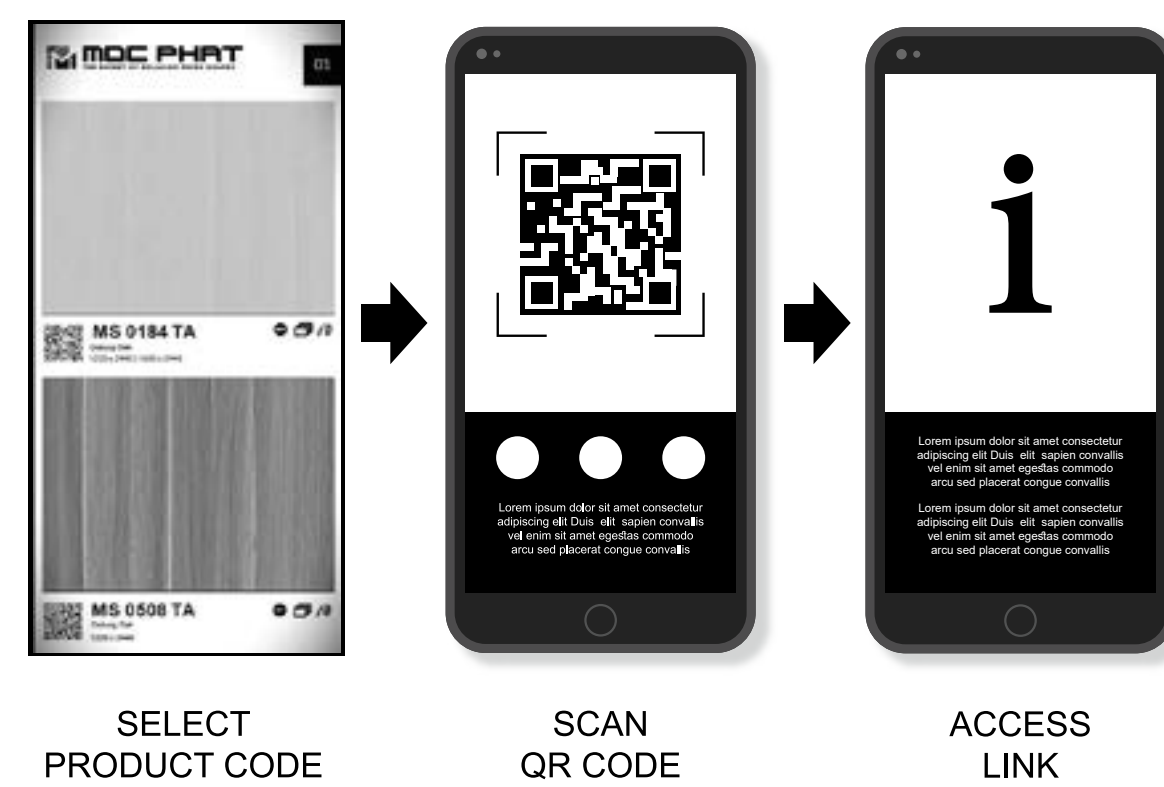 MOC PHAT
01
MS 0184 TA
MS 0508 TA
Lorem ipsum dolor sit amet consectetur
adipiscing elit Duis elit sapien convallis
vel enim sit amet egestas commodo
arcu sed placerat congue convallis
Lorem ipsum dolor sit amet consectetur
adipiscing elit Duis elit sapien convallis
vel enim sit amet egestas commodo
arcu sed placerat congue convallis
Lorem ipsum dolor sit amet consectetur
adipiscing elit Duis elit sapien convallis
vel enim sit amet egestas commodo
arcu sed placerat congue convallis
i
SELECT
PRODUCT CODE
SCAN
QR CODE
ACCESS
LINK